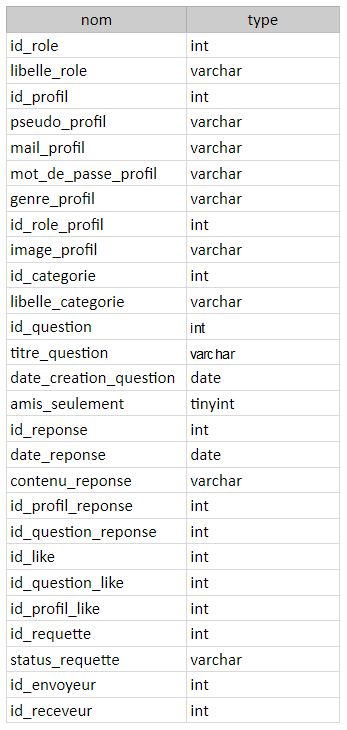 nom type
id_role int
libelle_role varchar
id_profil int
pseudo_profil varchar
mail_profil varchar
mot_de_passe_profil varchar
genre_profil varchar
id_role_profil int
image_profil varchar
id_categorie int
libelle_categorie varchar
id_question int
titre_question varchar
date_creation_question date
amis_seulement tinyint
id_reponse int
date_reponse date
contenu_reponse varchar
id_profil_reponse int
id_question_reponse int
id_like int
id_question_like int
id_profil_like int
id_requette int
status_requette varchar
id_envoyeur int
id_receveur int